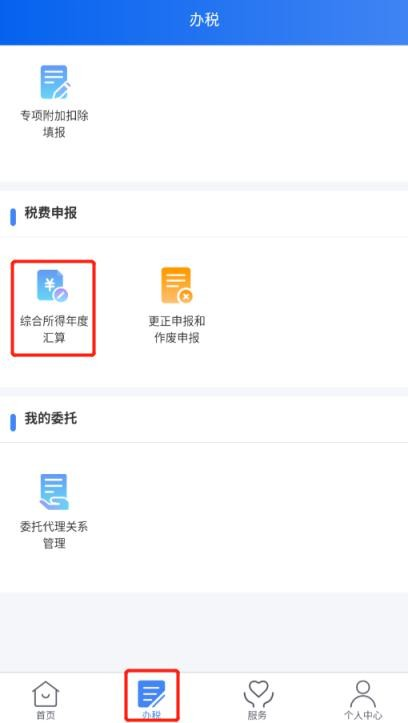 办税
专项附加扣除
填报
税费申报
综合所得年度
汇算
更正申报和
作废申报
我的委托
委托代理关系
管理
首页
办税
服务
个人中心